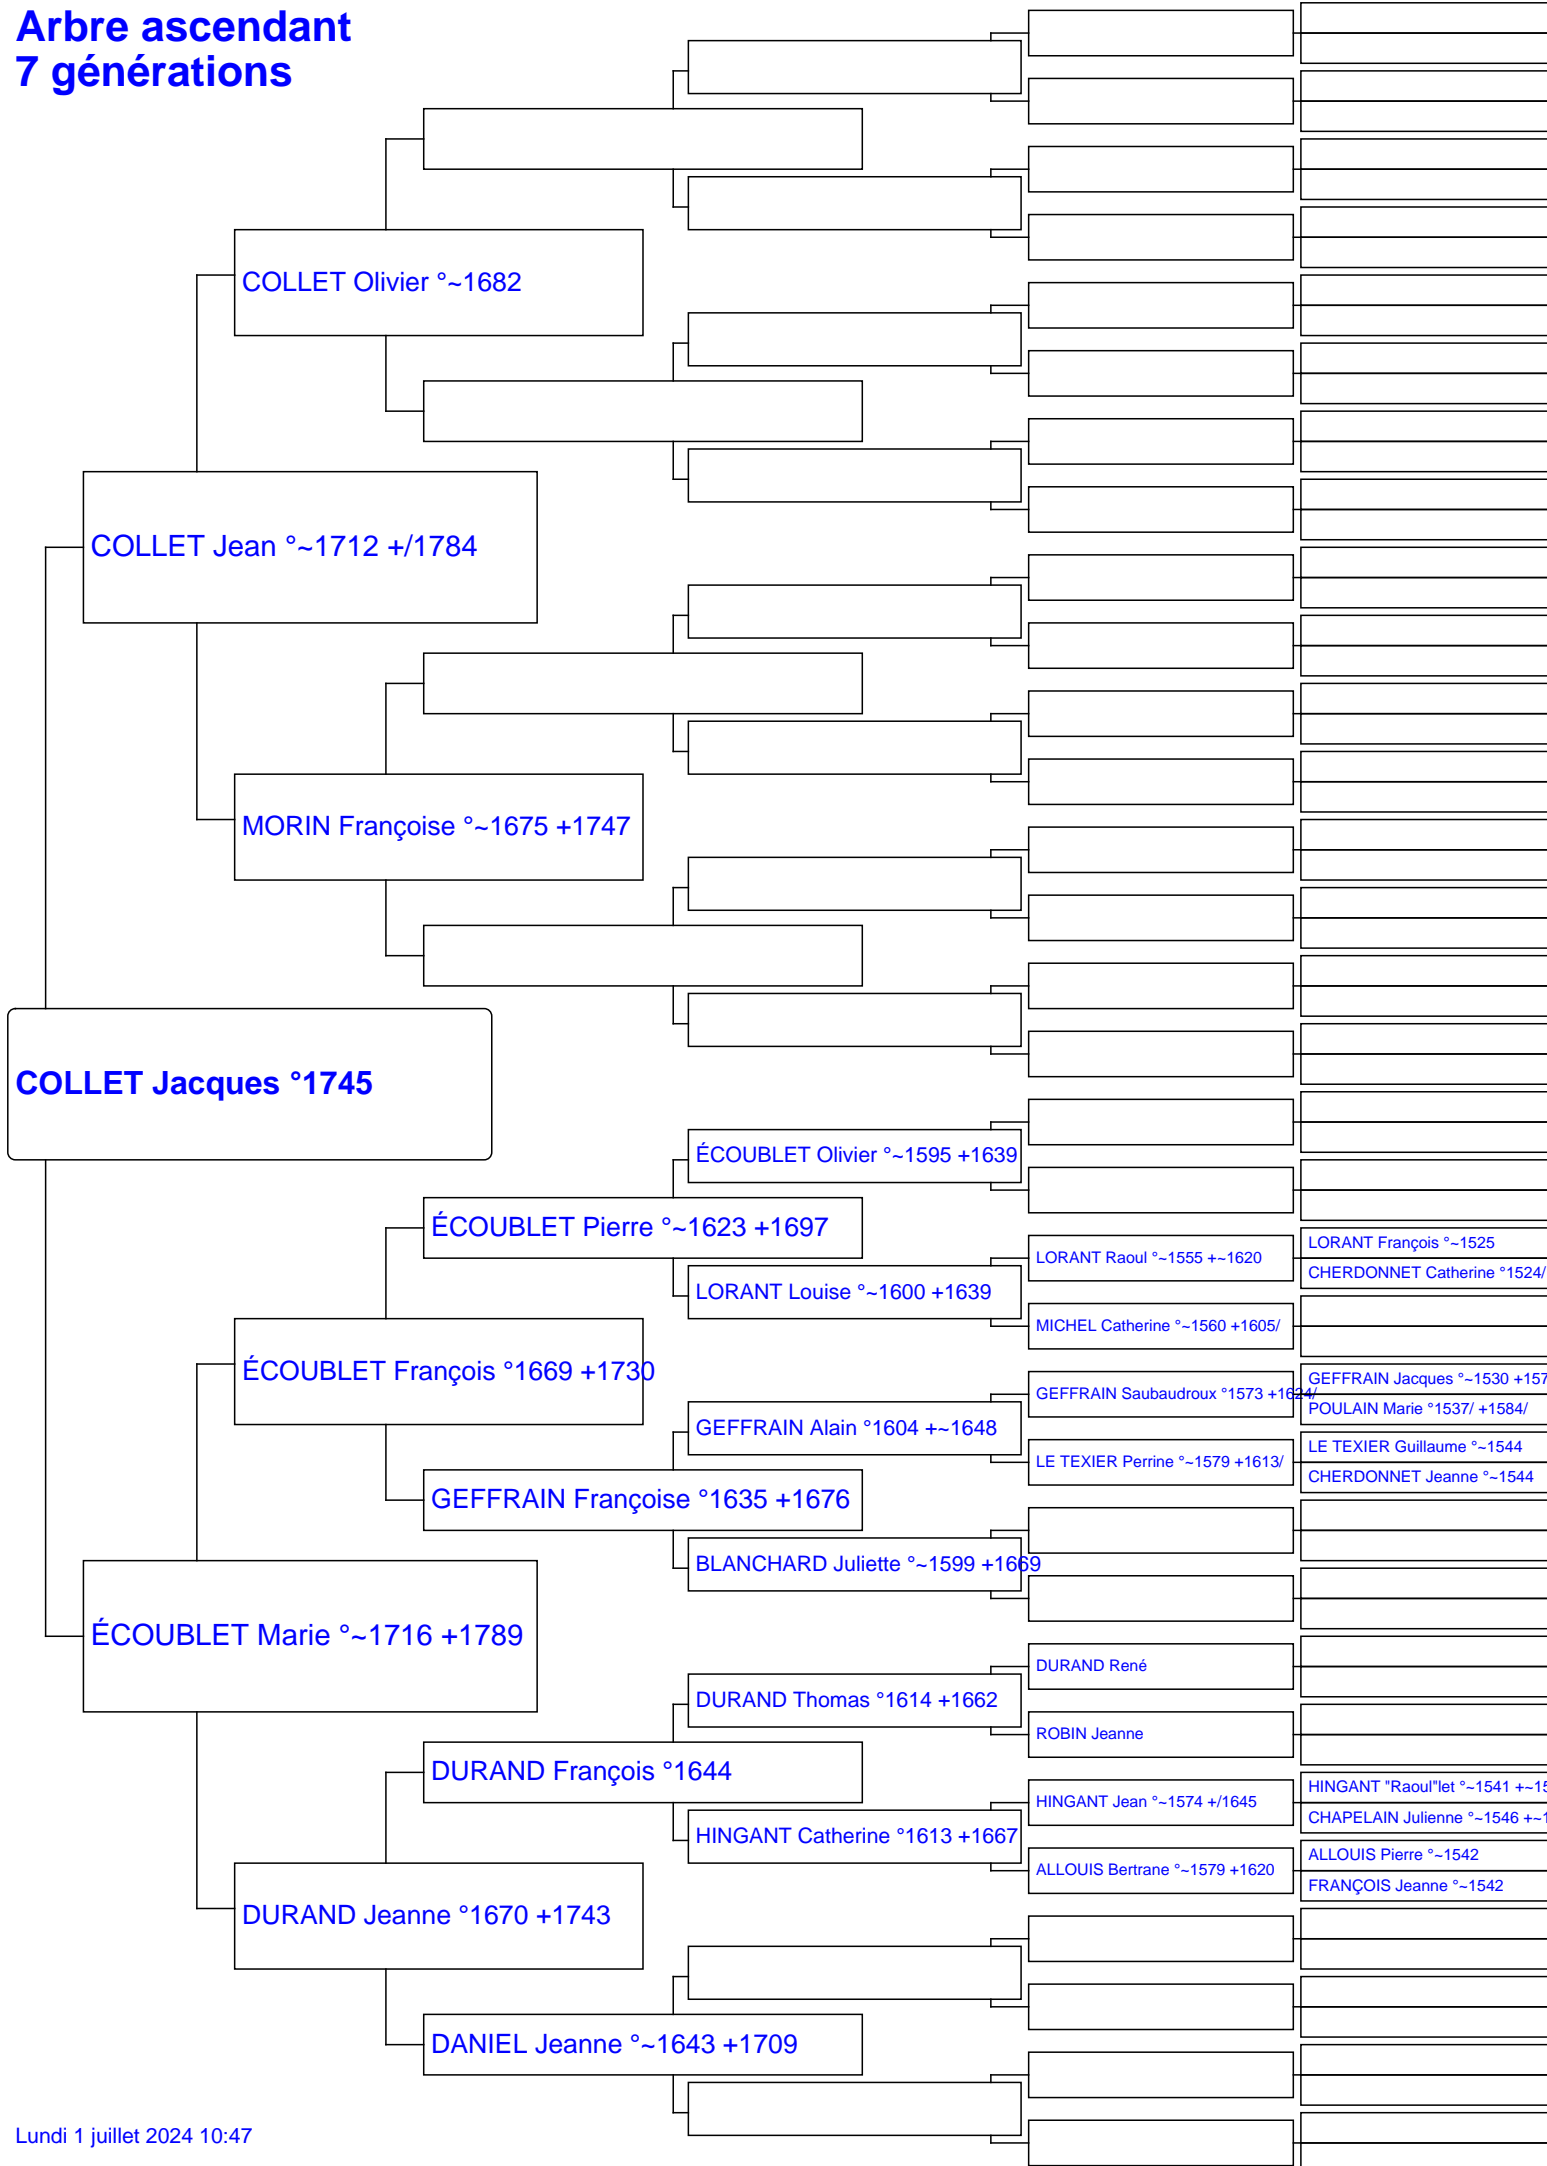 Arbre ascendant
7 générations
COLLET Olivier °~1682
COLLET Jean °~1712 +/1784
MORIN Françoise °~1675 +1747
COLLET Jacques °1745
ÉCOUBLET Olivier °~1595 +1639
ÉCOUBLET Pierre °~1623 +1697
LORANT François °~1525
LORANT Raoul °~1555 +~1620
CHERDONNET Catherine °1524/
LORANT Louise °~1600 +1639
MICHEL Catherine °~1560 +1605/
ÉCOUBLET François °1669 +1730
GEFFRAIN Jacques °~1530 +157
GEFFRAIN Saubaudroux °1573 +1624/
POULAIN Marie °1537/ +1584/
GEFFRAIN Alain °1604 +~1648
LE TEXIER Guillaume °~1544
LE TEXIER Perrine °~1579 +1613/
CHERDONNET Jeanne °~1544
GEFFRAIN Françoise °1635 +1676
BLANCHARD Juliette °~1599 +1669
ÉCOUBLET Marie °~1716 +1789
DURAND René
DURAND Thomas °1614 +1662
ROBIN Jeanne
DURAND François °1644
HINGANT "Raoul"let °~1541 +~15
HINGANT Jean °~1574 +/1645
CHAPELAIN Julienne °~1546 +~1
HINGANT Catherine °1613 +1667
ALLOUIS Pierre °~1542
ALLOUIS Bertrane °~1579 +1620
FRANÇOIS Jeanne °~1542
DURAND Jeanne °1670 +1743
DANIEL Jeanne °~1643 +1709
Lundi 1 juillet 2024 10:47